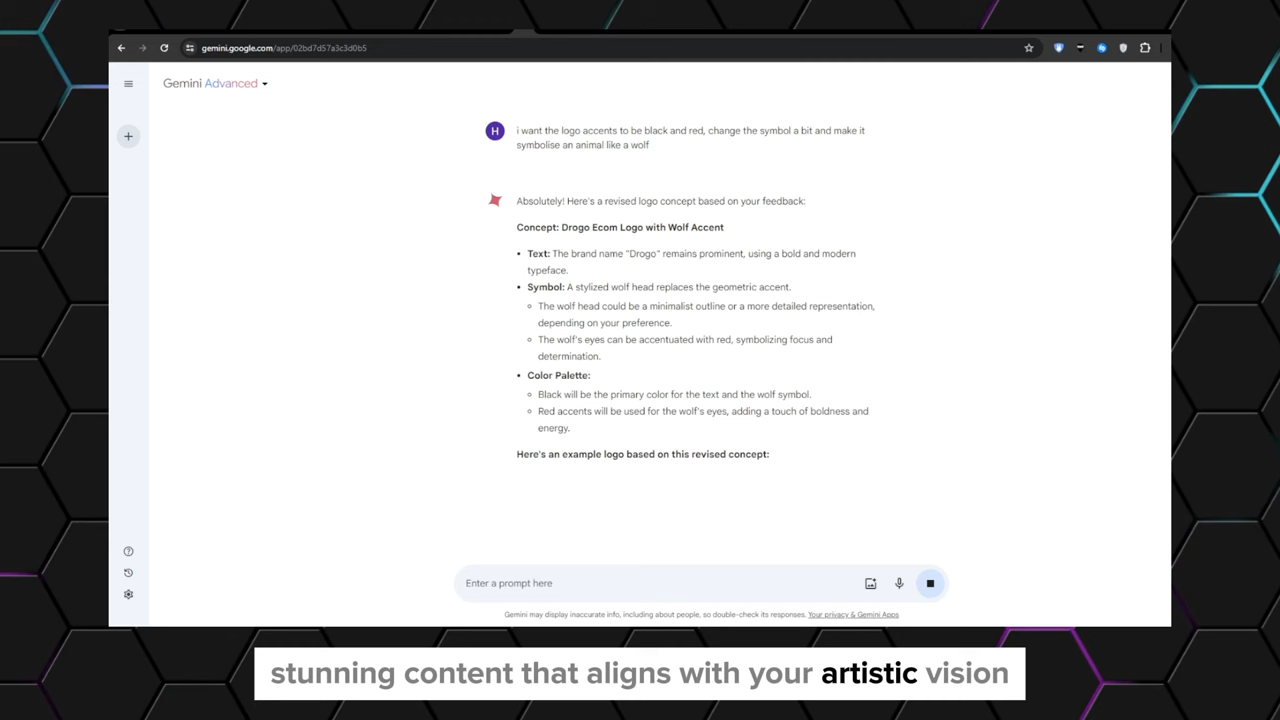 gemini.google.com/app/02bd7d57a3c3d0b5
Gemini Advanced
H
i want the logo accents to be black and red, change the symbol a bit and make it
symbolise an animal like a wolf
Absolutely! Here's a revised logo concept based on your feedback:
Concept: Drogo Ecom Logo with Wolf Accent
• Text: The brand name "Drogo" remains prominent, using a bold and modern
typeface.
• Symbol: A stylized wolf head replaces the geometric accent.
◦ The wolf head could be a minimalist outline or a more detailed representation,
depending on your preference.
◦ The wolf's eyes can be accentuated with red, symbolizing focus and
determination.
• Color Palette:
◦ Black will be the primary color for the text and the wolf symbol.
◦ Red accents will be used for the wolf's eyes, adding a touch of boldness and
energy.
Here's an example logo based on this revised concept:
Enter a prompt here
Gemini may display inaccurate info, including about people, so double-check its responses. Your privacy & Gemini Apps
stunning content that aligns with your artistic vision